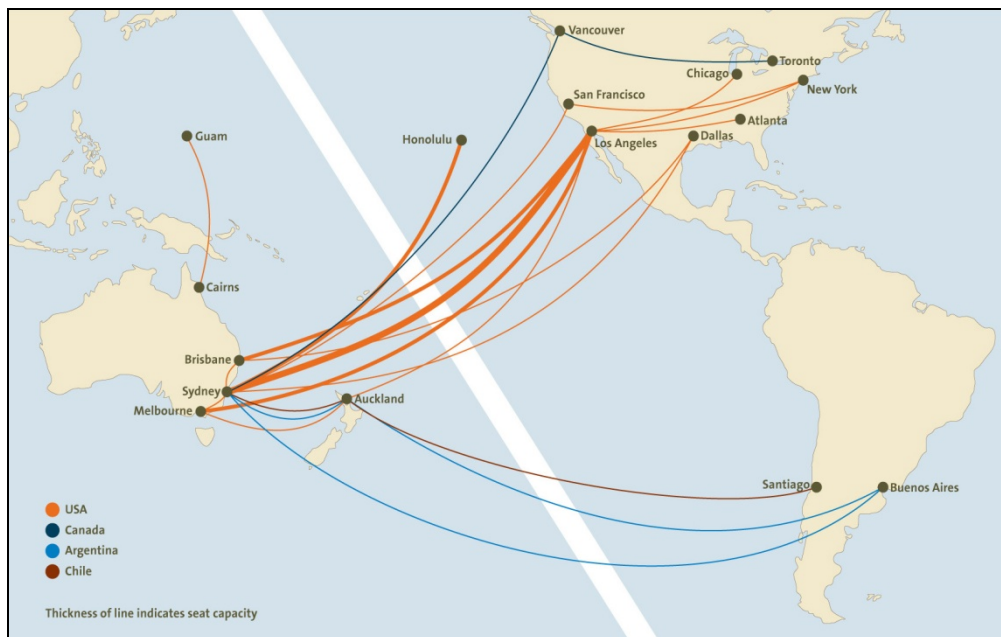 Vancouver
Toronto
Chicago
New York
San Francisco
Atlanta
Guam
Honolulu
Los Angeles
Dallas
Cairns
Brisbane
Sydney
Auckland
Melbourne
Santiago
Buenos Aires
USA
Canada
Argentina
Chile
Thickness of line indicates seat capacity